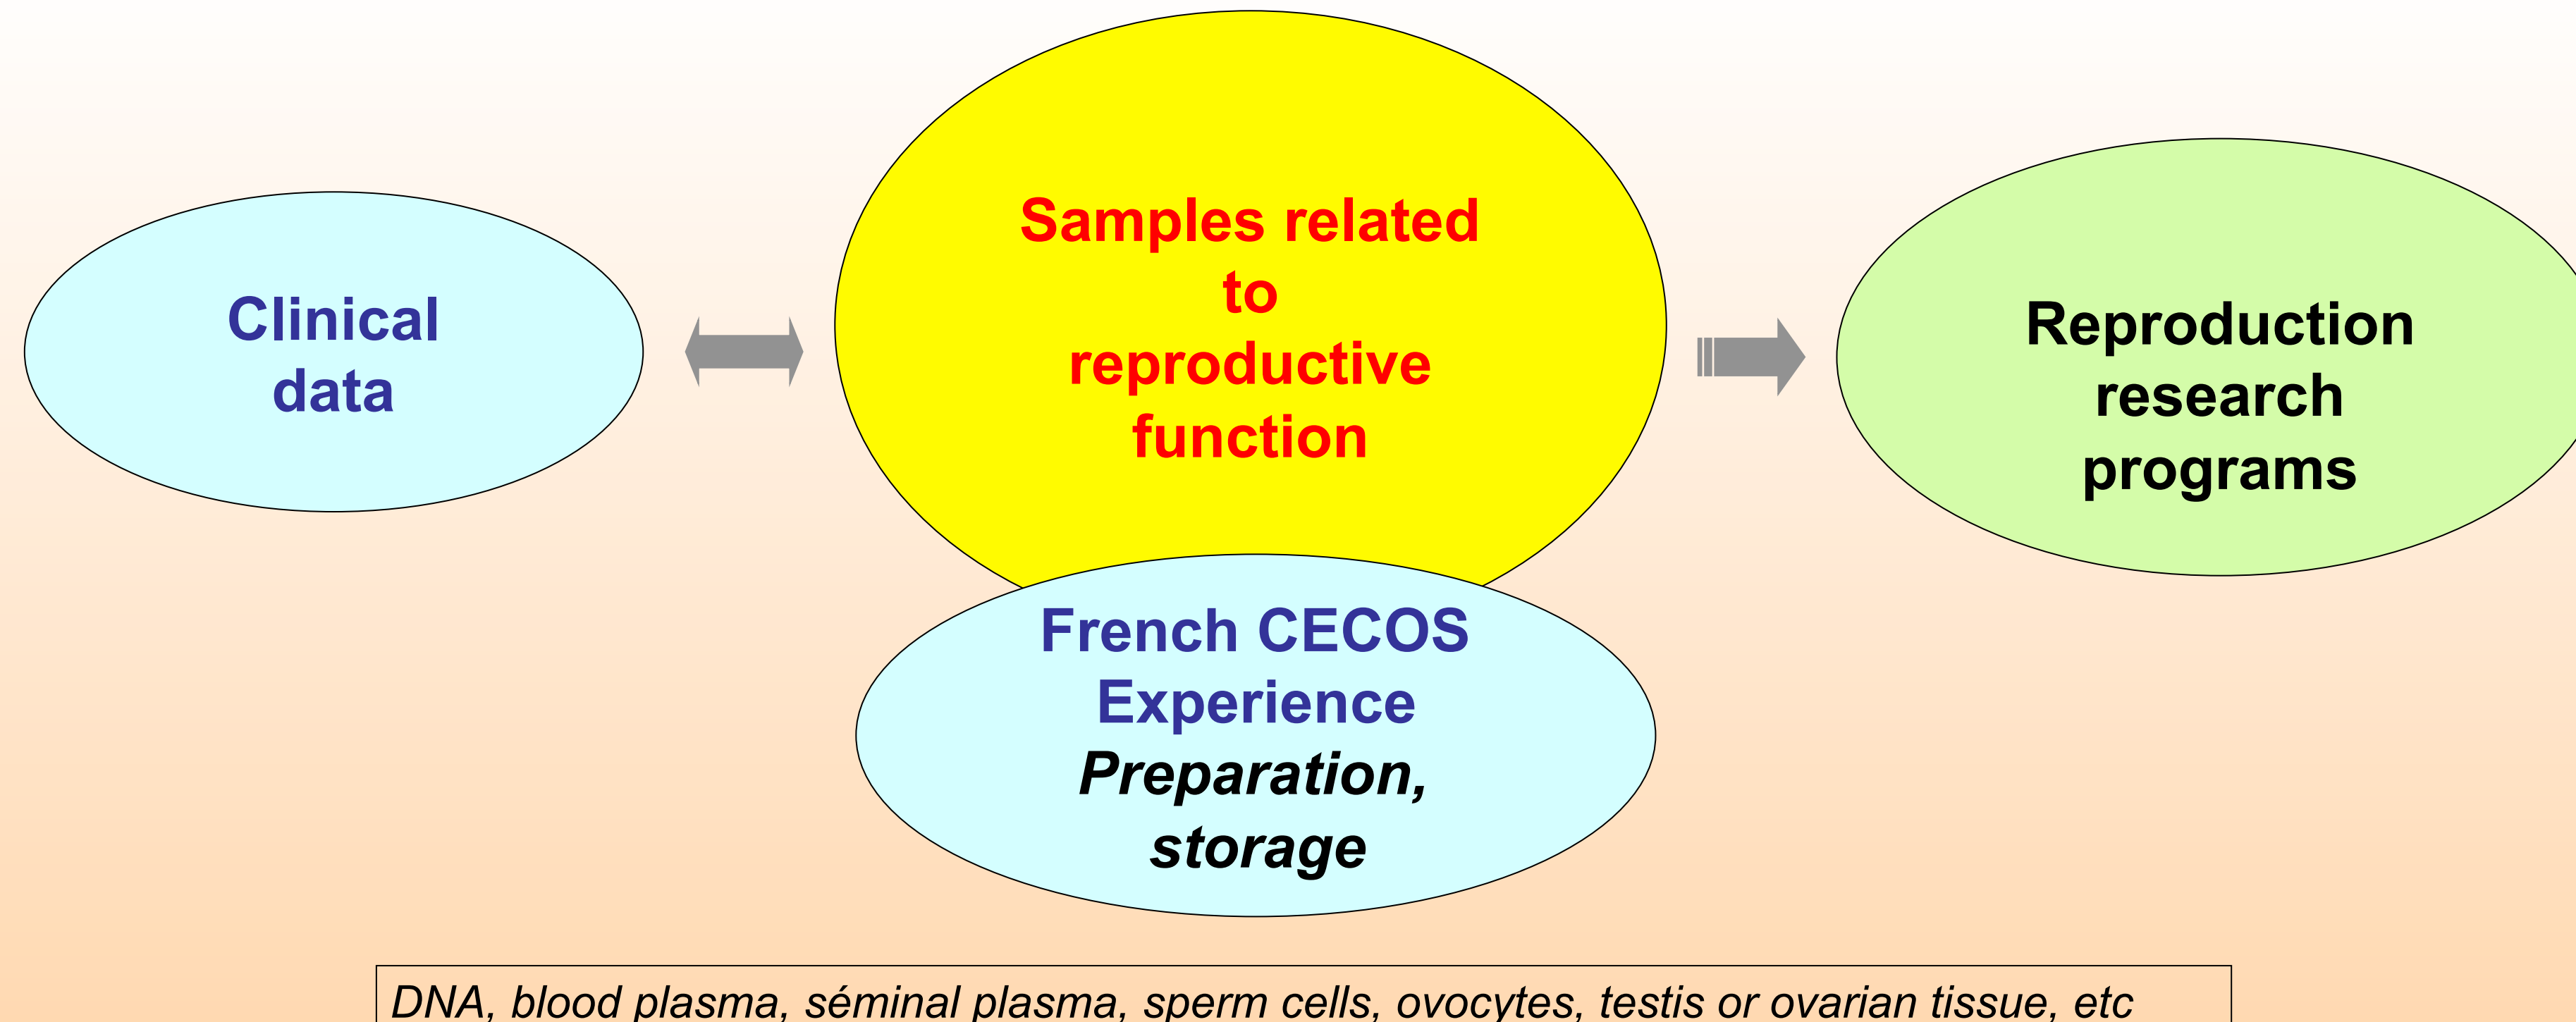 Clinical
data
Samples related
to
reproductive
function
Reproduction
research
programs
French CECOS
Experience
Preparation,
storage
DNA, blood plasma, séminal plasma, sperm cells, ovocytes, testis or ovarian tissue, etc